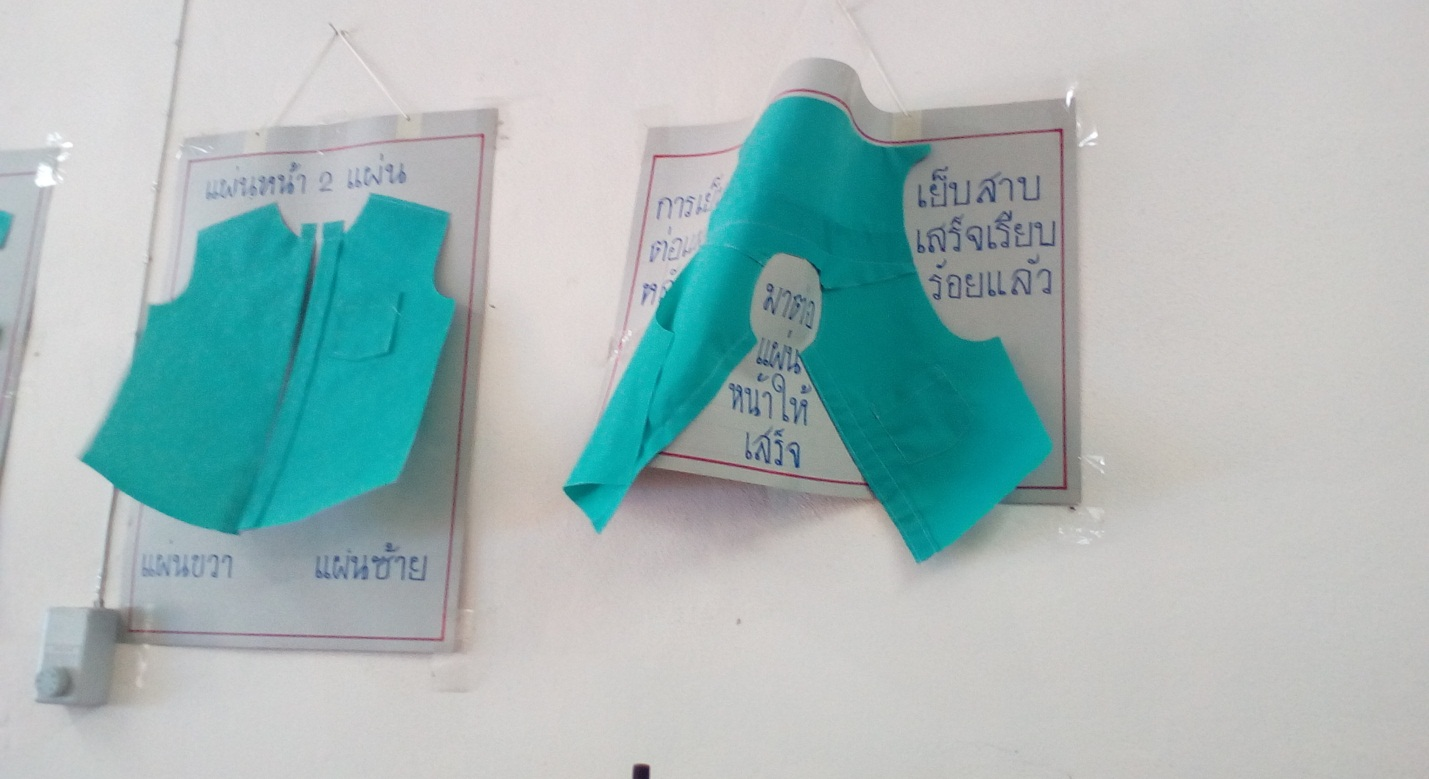 แผ่นหน้า 2 แผ่น
แผ่นขวา
แผ่นซ้าย
การ
เย็บสาบ
เสร็จเรียบ
ร้อยแล้ว
มาต่อ
แผ่น
หน้าให้
เสร็จ